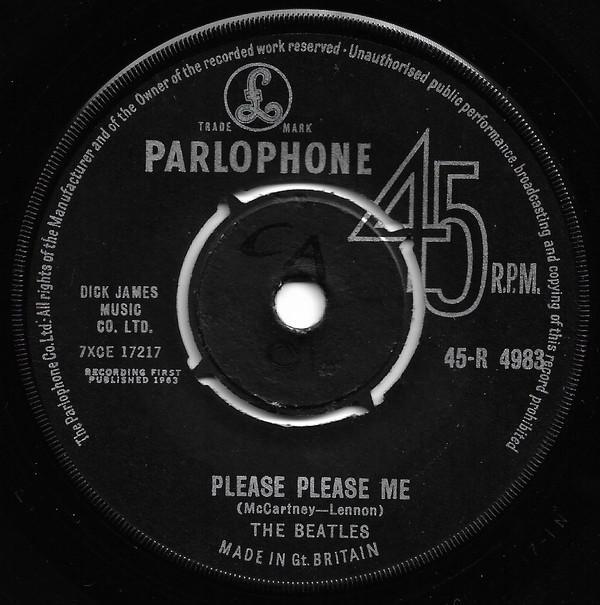 The Parlophone Co.Ltd. All rights of the Manufacturer and of the Owner of the recorded work reserved · Unauthorised public performance, broadcasting and copying of this record prohibited
£
TRADE MARK
PARLOPHONE
45
R.P.M.
CA
DICK JAMES
MUSIC
CO. LTD.
7XCE 17217
RECORDING FIRST
PUBLISHED 1963
45-R 4983
PLEASE PLEASE ME
(McCartney—Lennon)
THE BEATLES
MADE IN Gt. BRITAIN